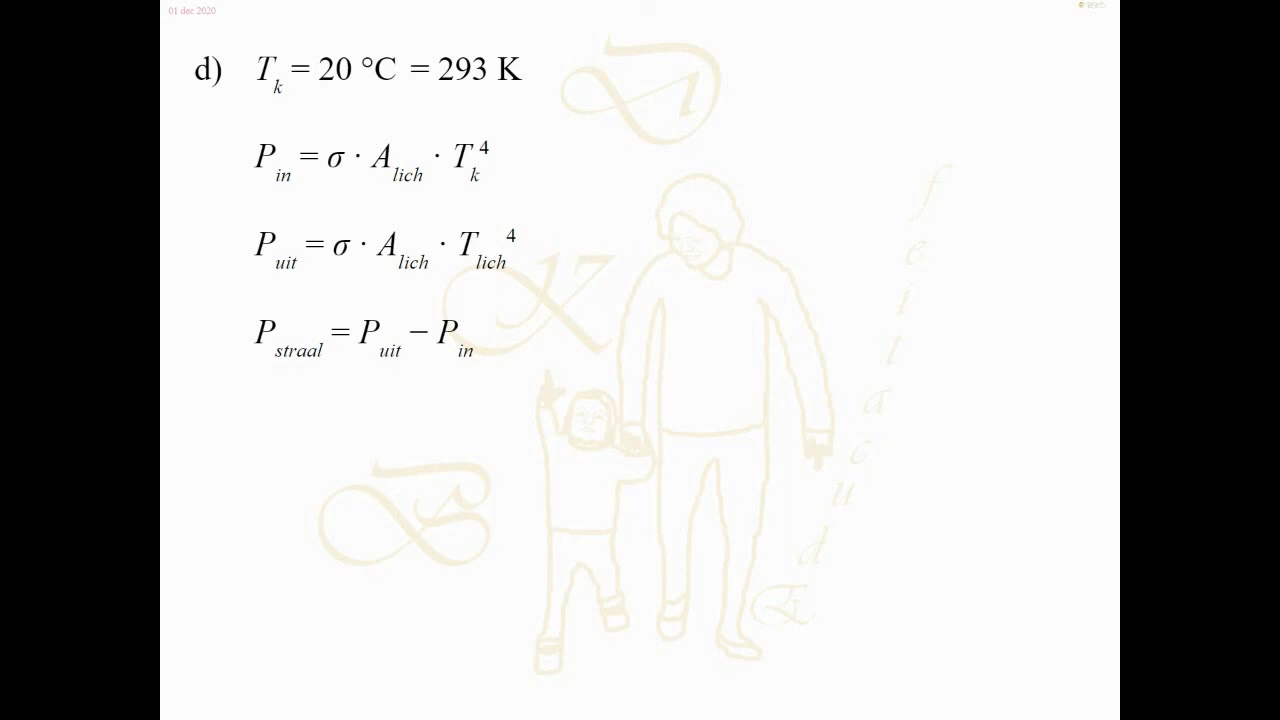 01 dec 2020
d) T_k = 20 °C = 293 K
P_in = σ · A_lich · T_k^4
P_uit = σ · A_lich · T_lich^4
P_straal = P_uit − P_in